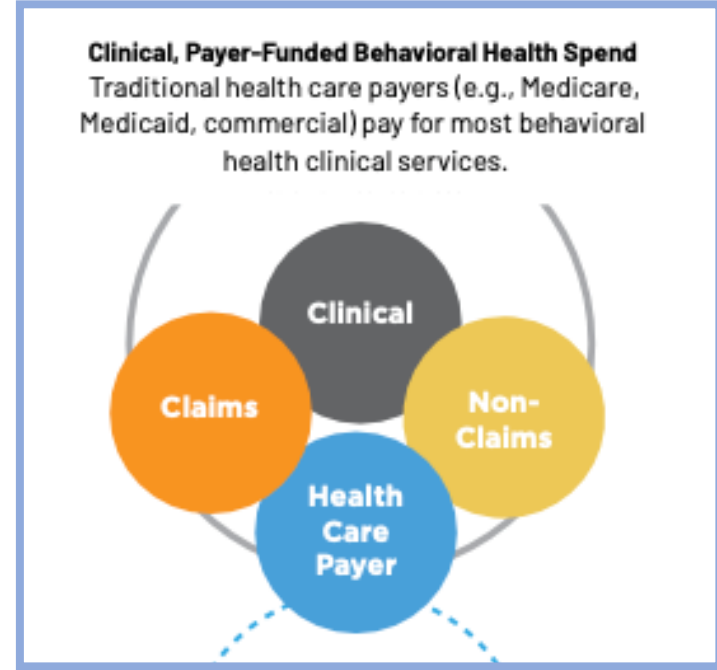 Clinical, Payer-Funded Behavioral Health Spend
Traditional health care payers (e.g., Medicare,
Medicaid, commercial) pay for most behavioral
health clinical services.
Clinical
Claims
Non-
Claims
Health
Care
Payer